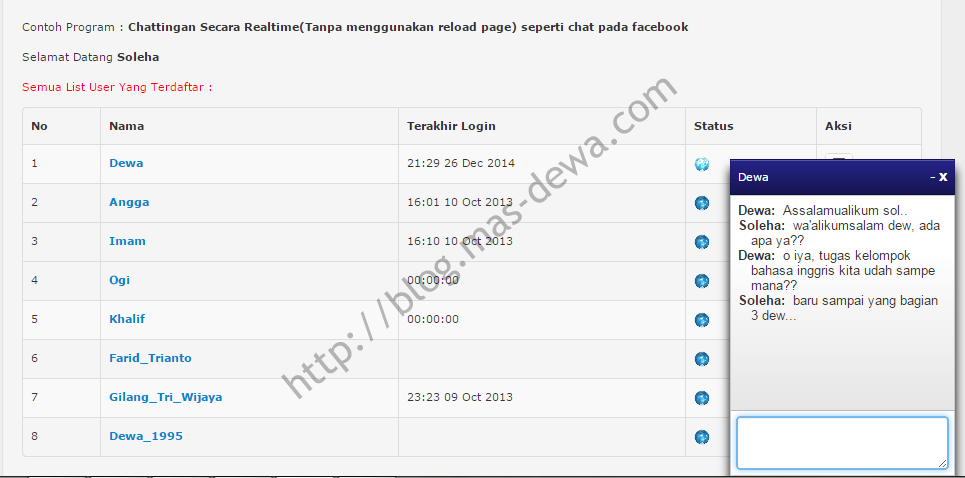 Contoh Program : Chattingan Secara Realtime(Tanpa menggunakan reload page) seperti chat pada facebook
Selamat Datang Soleha
Semua List User Yang Terdaftar :
No Nama Terakhir Login Status Aksi
1 Dewa 21:29 26 Dec 2014
2 Angga 16:01 10 Oct 2013
3 Imam 16:10 10 Oct 2013
4 Ogi 00:00:00
5 Khalif 00:00:00
6 Farid_Trianto
7 Gilang_Tri_Wijaya 23:23 09 Oct 2013
8 Dewa_1995
Dewa - X
Dewa: Assalamualikum sol..
Soleha: wa'alikumsalam dew, ada
apa ya??
Dewa: o iya, tugas kelompok
bahasa inggris kita udah sampe
mana??
Soleha: baru sampai yang bagian
3 dew...
http://blog.mas-dewa.com